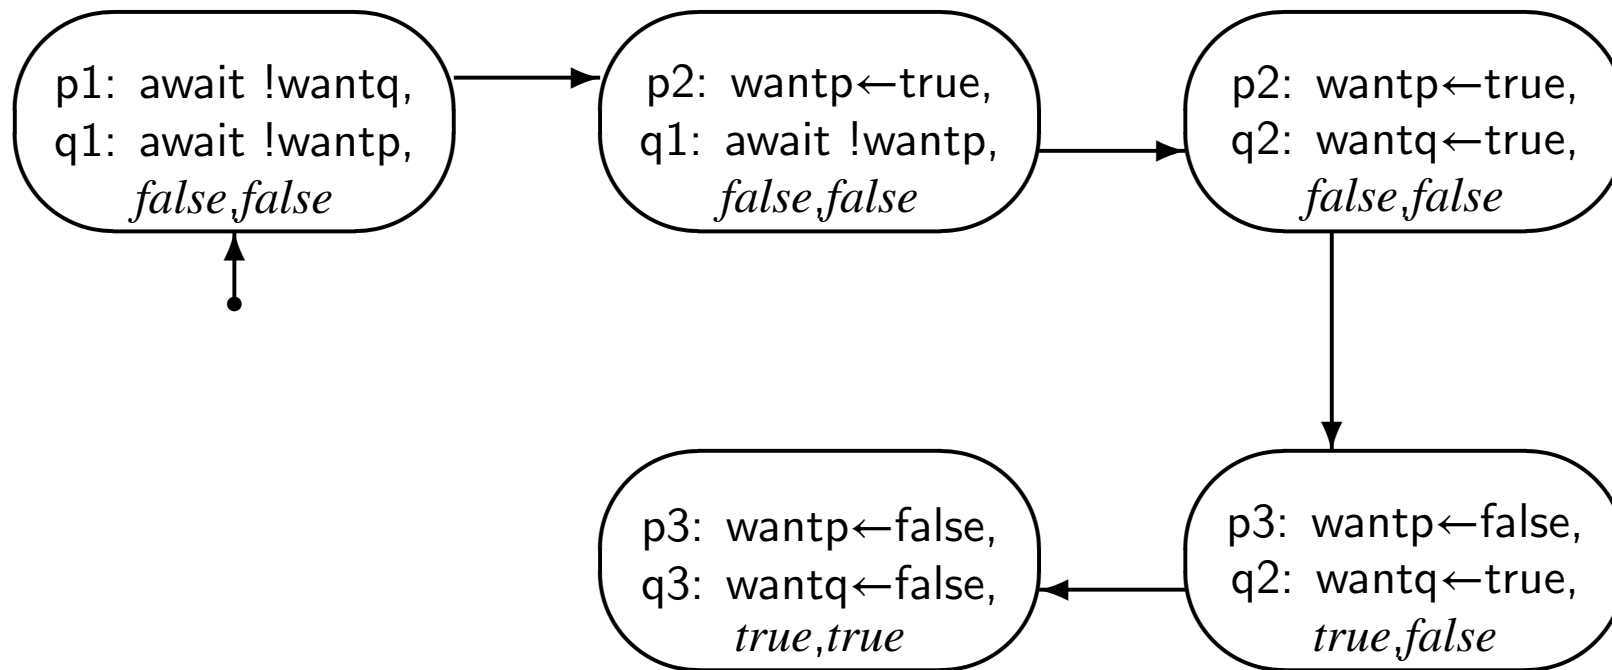 p1: await !wantq,
q1: await !wantp,
false,false
p2: wantp←true,
q1: await !wantp,
false,false
p2: wantp←true,
q2: wantq←true,
false,false
p3: wantp←false,
q3: wantq←false,
true,true
p3: wantp←false,
q2: wantq←true,
true,false